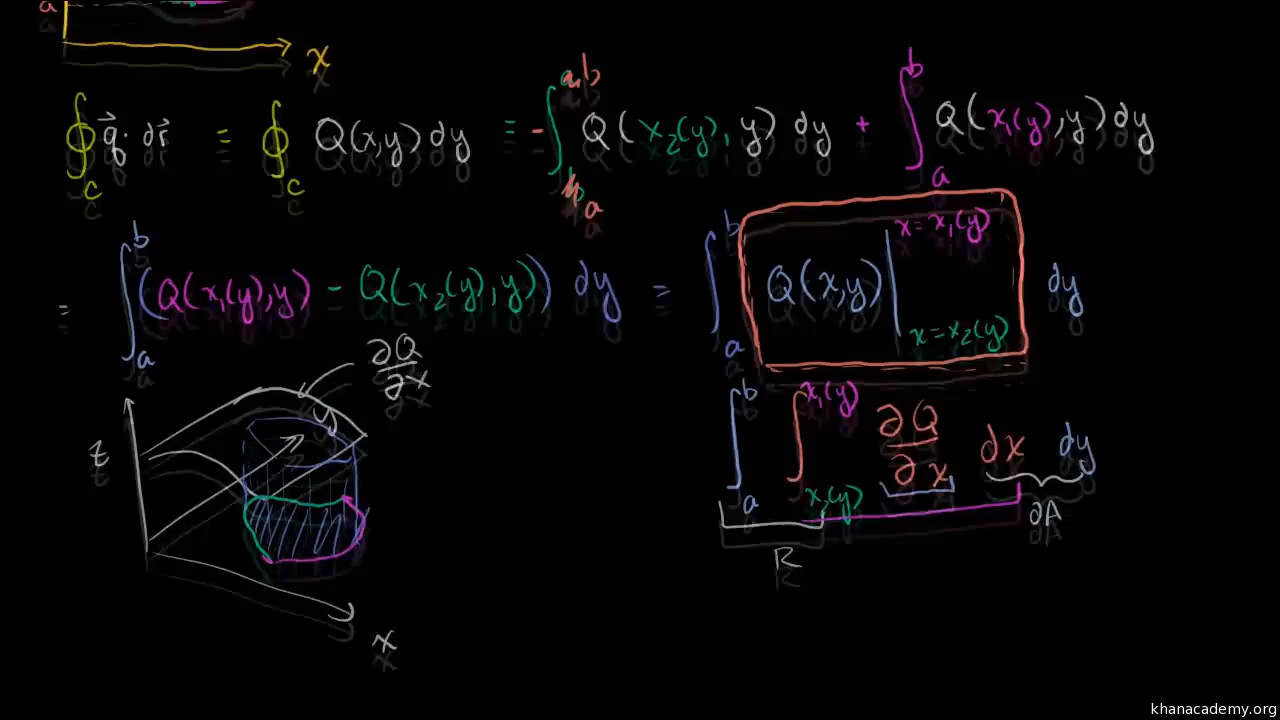 a
x
∮_C q⃗ · dr⃗ = ∮_C Q(x,y) dy = -∫_a^b Q(x₂(y), y) dy + ∫_a^b Q(x₁(y), y) dy
= ∫_a^b (Q(x₁(y), y) - Q(x₂(y), y)) dy = ∫_a^b Q(x,y) |_{x=x₂(y)}^{x=x₁(y)} dy
∂Q/∂x
y
z
∫_a^b ∫_{x₂(y)}^{x₁(y)} ∂Q/∂x dx dy
dA
R
x
khanacademy.org